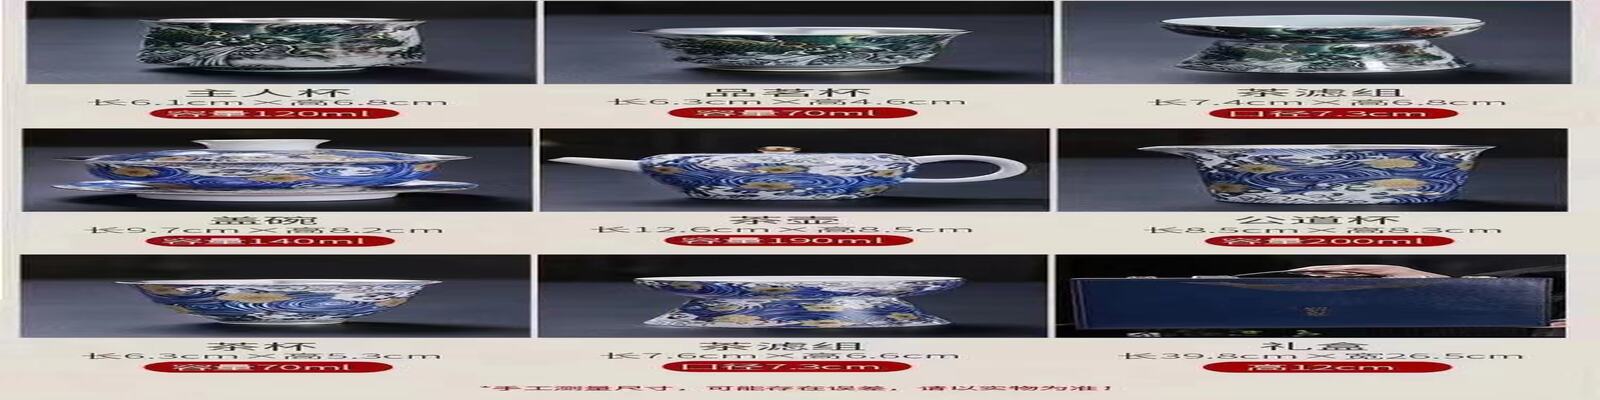 主人杯 品茗杯 茶滤组
长6.1cm×高6.8cm 长6.3cm×高4.6cm 长7.4cm×高6.8cm
容量120ml 容量70ml 口径7.3cm
盖碗 茶壶 公道杯
长9.7cm×高8.2cm 长12.6cm×高8.5cm 长8.5cm×高8.3cm
容量140ml 容量190ml 容量200ml
茶杯 茶滤组 礼盒
长6.3cm×高5.3cm 长7.6cm×高6.6cm 长39.8cm×宽26.5cm
容量70ml 口径7.3cm 高12cm
*手工测量尺寸，可能存在误差，请以实物为准！